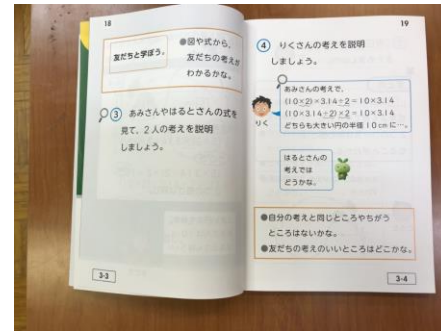 18
友だちと学ぼう。
●図や式から、
友だちの考えが
わかるかな。
③ あみさんやはるとさんの式を
見て、2人の考えを説明
しましょう。
3-3
19
④ りくさんの考えを説明
しましょう。
あみさんの考えで、
(10×2)×3.14÷2=10×3.14
(10×3.14÷2)×2=10×3.14
どちらも大きい円の半径10cmに…。
りく
はるとさんの
考えでは
どうかな。
●自分の考えと同じところやちがう
ところはないかな。
●友だちの考えのいいところはどこかな。
3-4